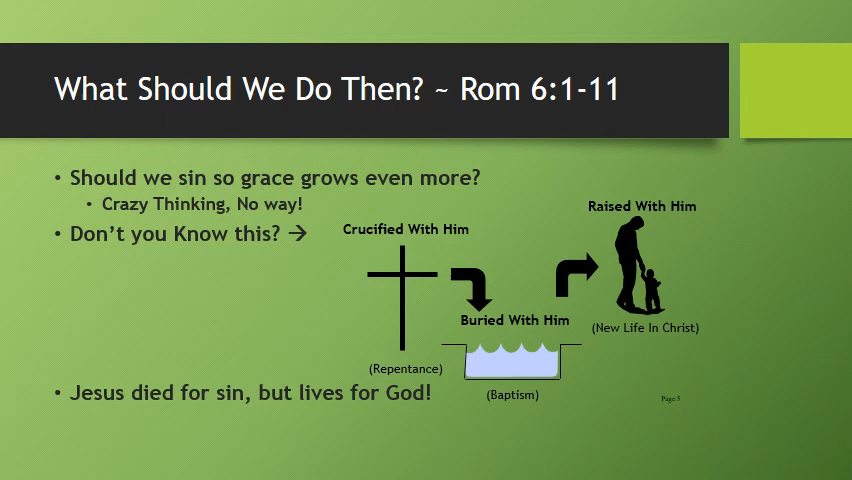 What Should We Do Then? ~ Rom 6:1-11
• Should we sin so grace grows even more?
• Crazy Thinking, No way!
• Don’t you Know this? →
Crucified With Him
(Repentance)
Buried With Him
(Baptism)
Raised With Him
(New Life In Christ)
• Jesus died for sin, but lives for God!
Page 5